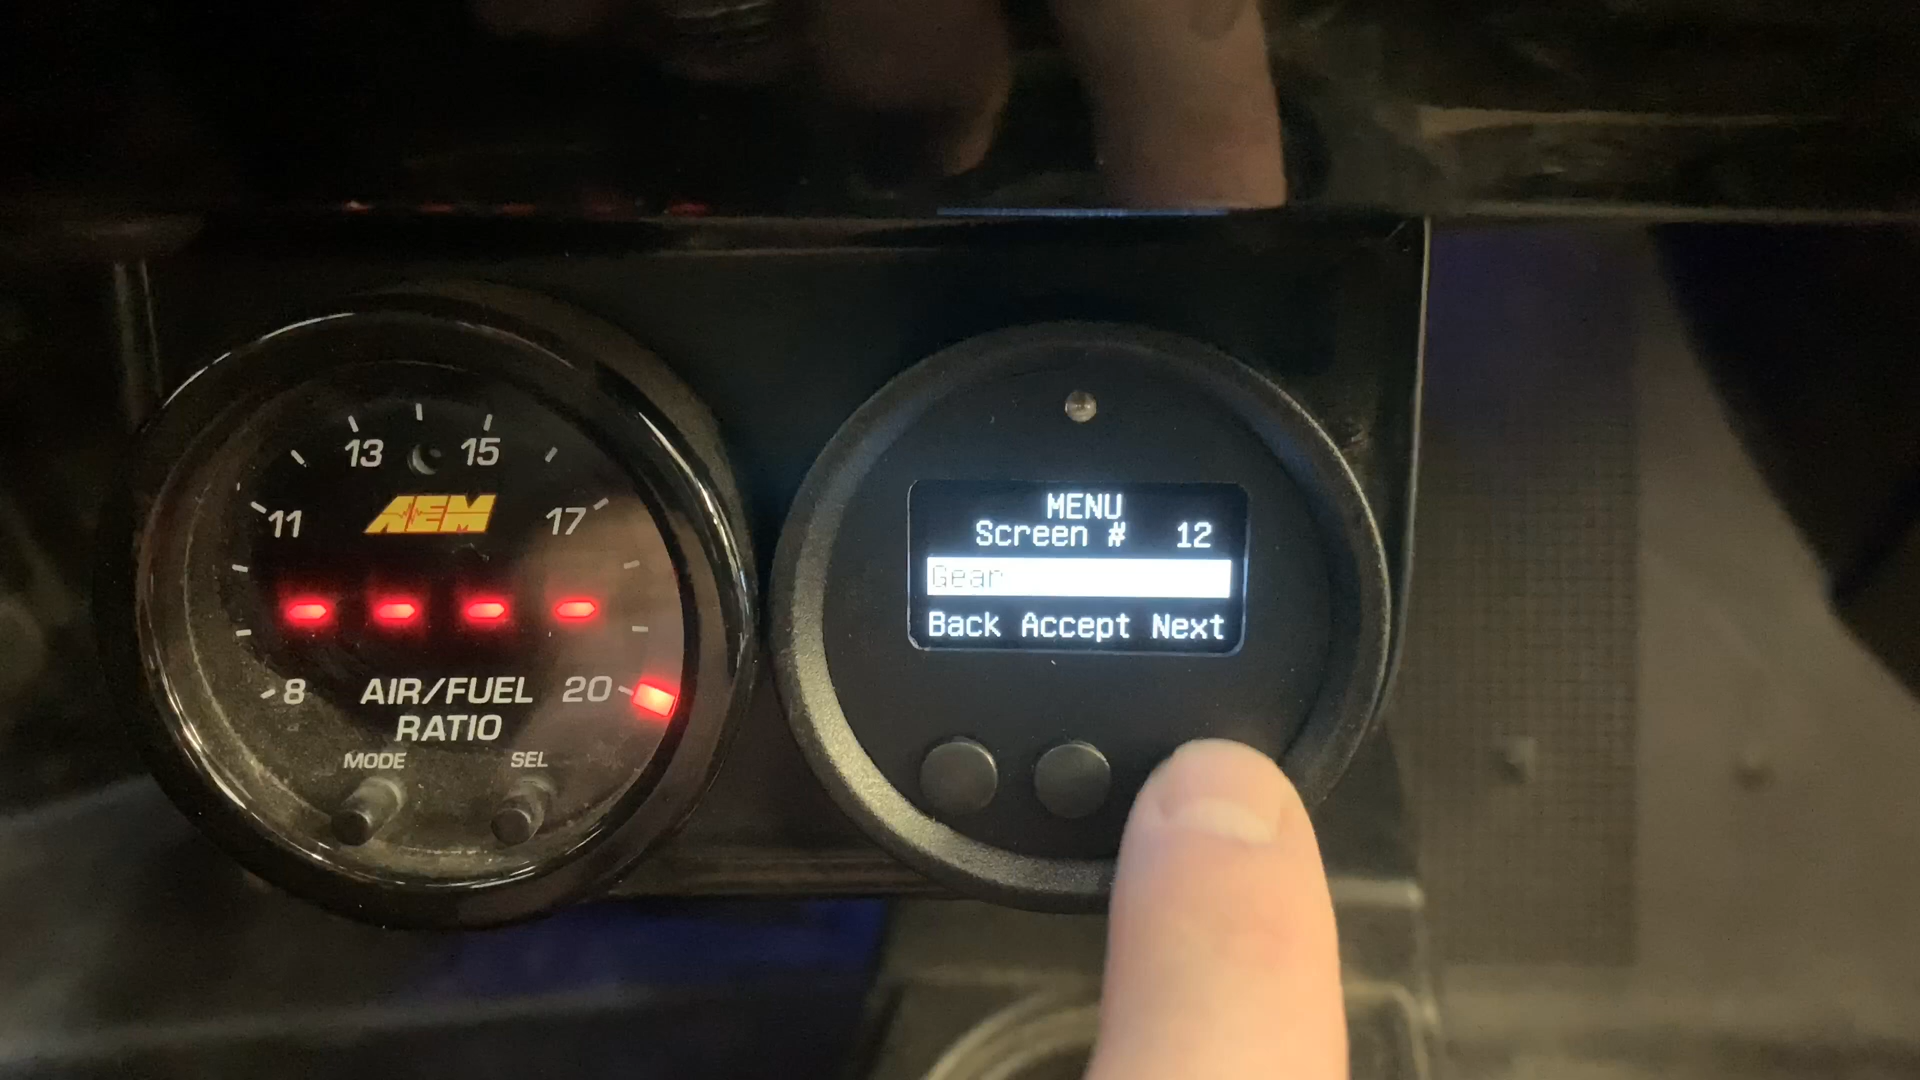 13 15
11 AEM 17
8 AIR/FUEL 20
RATIO
MODE SEL
MENU
Screen # 12
Gear
Back Accept Next